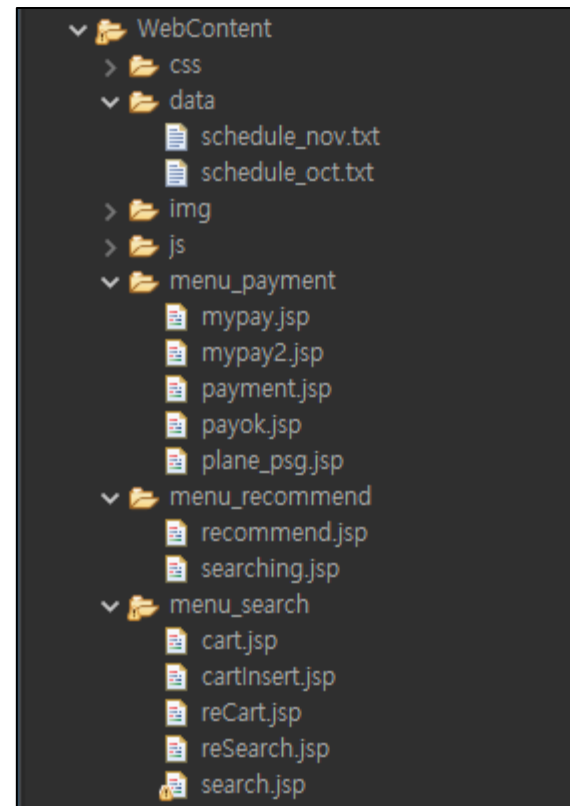 WebContent
css
data
schedule_nov.txt
schedule_oct.txt
img
js
menu_payment
mypay.jsp
mypay2.jsp
payment.jsp
payok.jsp
plane_psg.jsp
menu_recommend
recommend.jsp
searching.jsp
menu_search
cart.jsp
cartInsert.jsp
reCart.jsp
reSearch.jsp
search.jsp